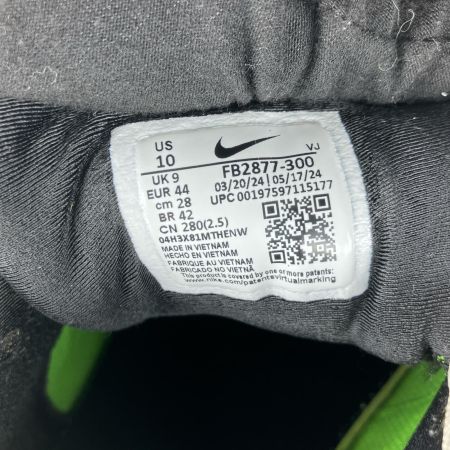 US
10
VJ
UK 9
EUR 44
cm 28
BR 42
CN 280(2.5)
FB2877-300
03/20/24 | 05/17/24
UPC 00197597115177
04H3X81MTHENW
MADE IN VIETNAM
HECHO EN VIETNAM
FABRIQUE AU VIETNAM
FABRICADO NO VIETNAM
This product is covered by one or more patents:
www.nike.com/patentsvirtualmarking